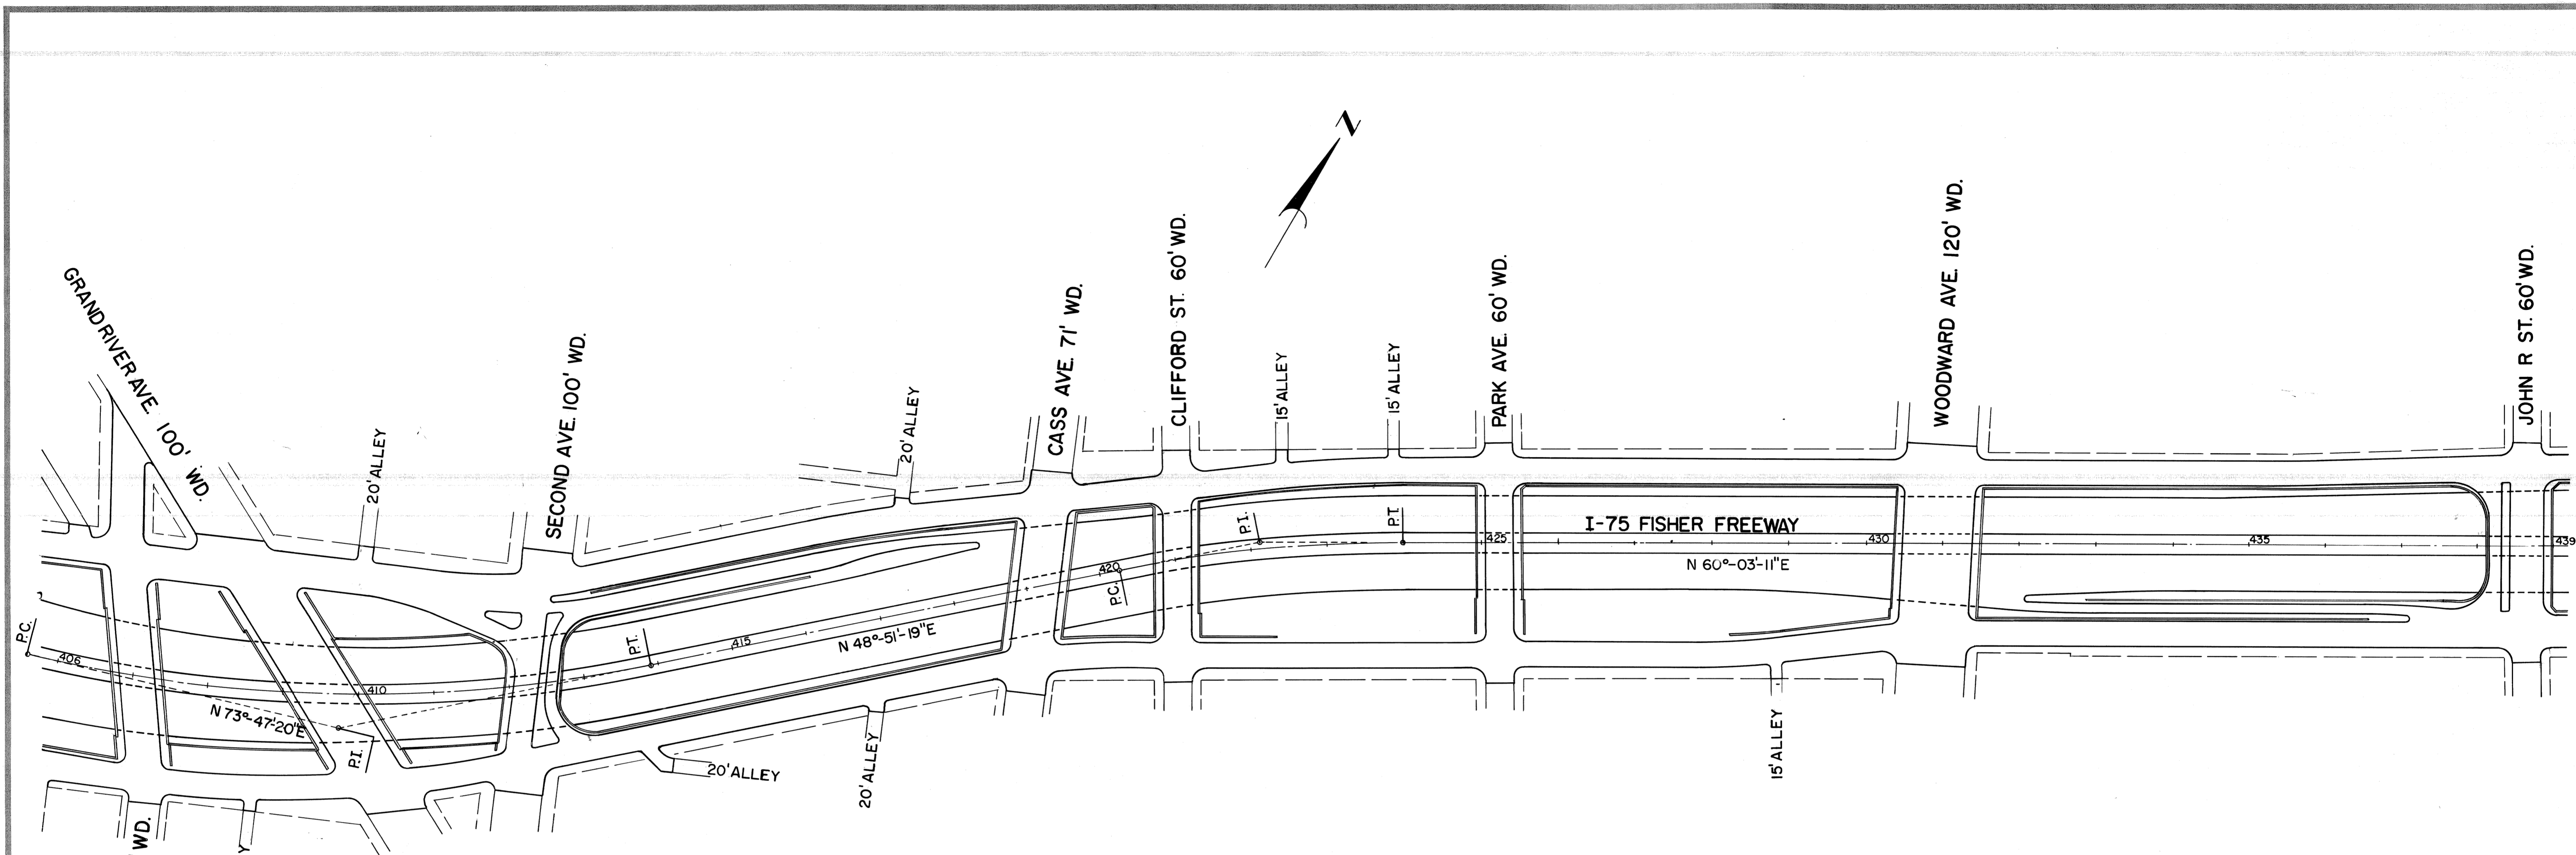 N
GRAND RIVER AVE. 100' WD.
20' ALLEY
SECOND AVE. 100' WD.
20' ALLEY
CASS AVE. 71' WD.
CLIFFORD ST. 60' WD.
15' ALLEY
15' ALLEY
PARK AVE. 60' WD.
WOODWARD AVE. 120' WD.
JOHN R ST. 60' WD.
P.C.
406
N 73°-47'-20"E
P.I.
410
P.T.
415
N 48°-51'-19"E
420
P.C.
P.I.
P.T.
425
I-75 FISHER FREEWAY
N 60°-03'-11"E
430
435
439
20' ALLEY
20' ALLEY
15' ALLEY
WD.
Y